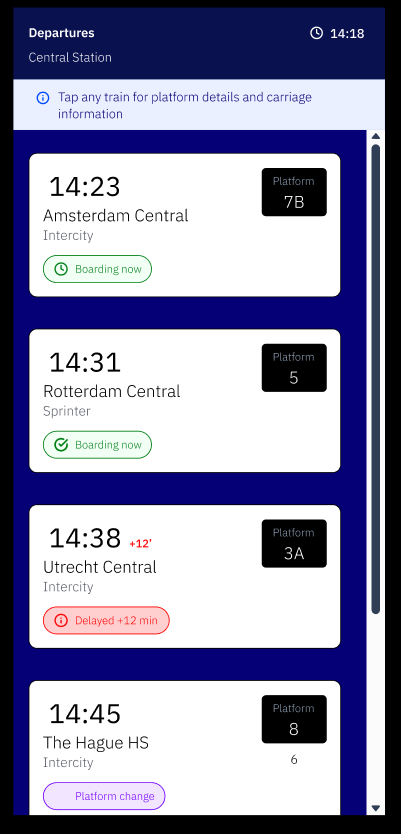 Departures
14:18
Central Station
Tap any train for platform details and carriage
information
14:23
Platform
7B
Amsterdam Central
Intercity
Boarding now
14:31
Platform
5
Rotterdam Central
Sprinter
Boarding now
14:38 +12'
Platform
3A
Utrecht Central
Intercity
Delayed +12 min
14:45
Platform
8
The Hague HS
Intercity
6
Platform change